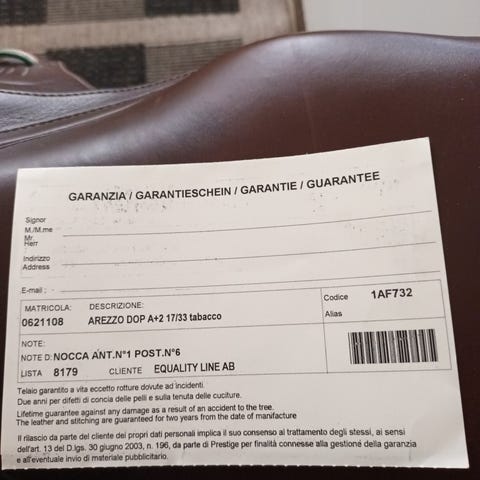 GARANZIA / GARANTIESCHEIN / GARANTIE / GUARANTEE
Signor
M./M.me
Mr.
Herr
Indirizzo
Address
E-mail :
MATRICOLA: DESCRIZIONE:
0621108 AREZZO DOP A+2 17/33 tabacco
Codice 1AF732
Alias
NOTE:
NOTE D: NOCCA ANT.N°1 POST.N°6
LISTA 8179 CLIENTE EQUALITY LINE AB
Telaio garantito a vita eccetto rotture dovute ad incidenti.
Due anni per difetti di concia delle pelli e sulla tenuta delle cuciture.
Lifetime guarantee against any damage as a result of an accident to the tree.
The leather and stitching are guaranteed for two years from the date of manifacture
Il rilascio da parte del cliente dei propri dati personali implica il suo consenso al trattamento degli stessi, ai sensi
dell'art. 13 del D.lgs. 30 giugno 2003, n. 196, da parte di Prestige per finalità connesse alla gestione della garanzia
e all'eventuale invio di materiale pubblicitario.